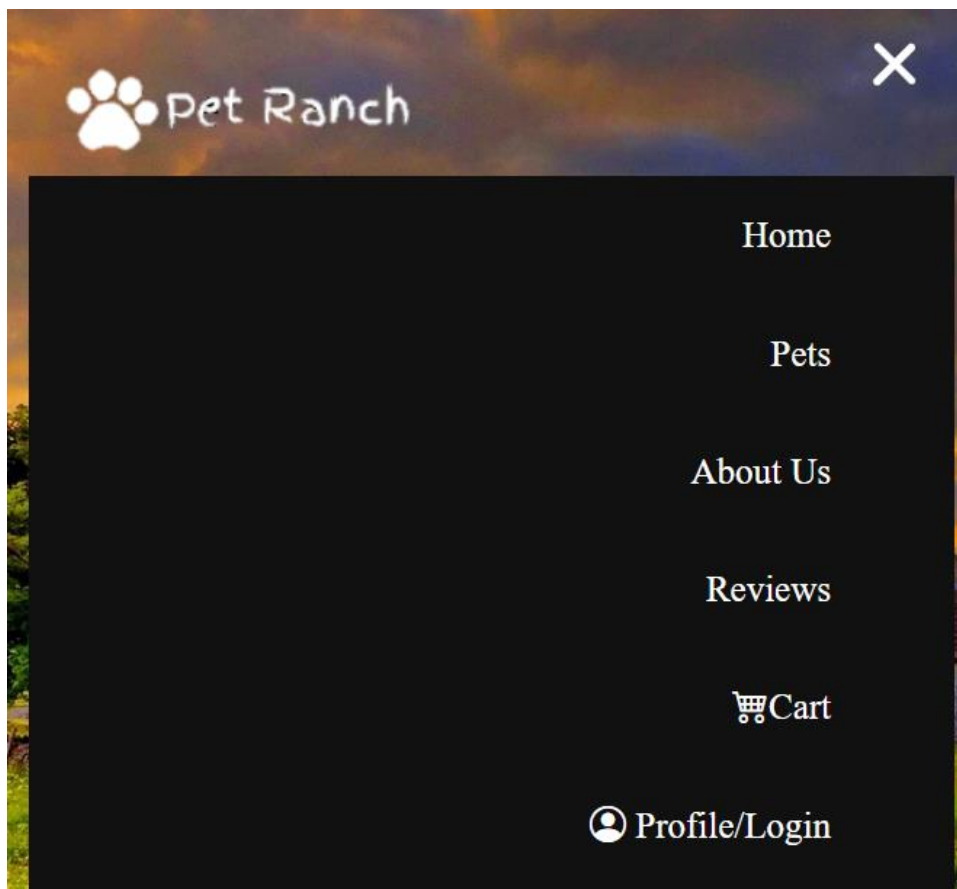 Pet Ranch
Home
Pets
About Us
Reviews
Cart
Profile/Login